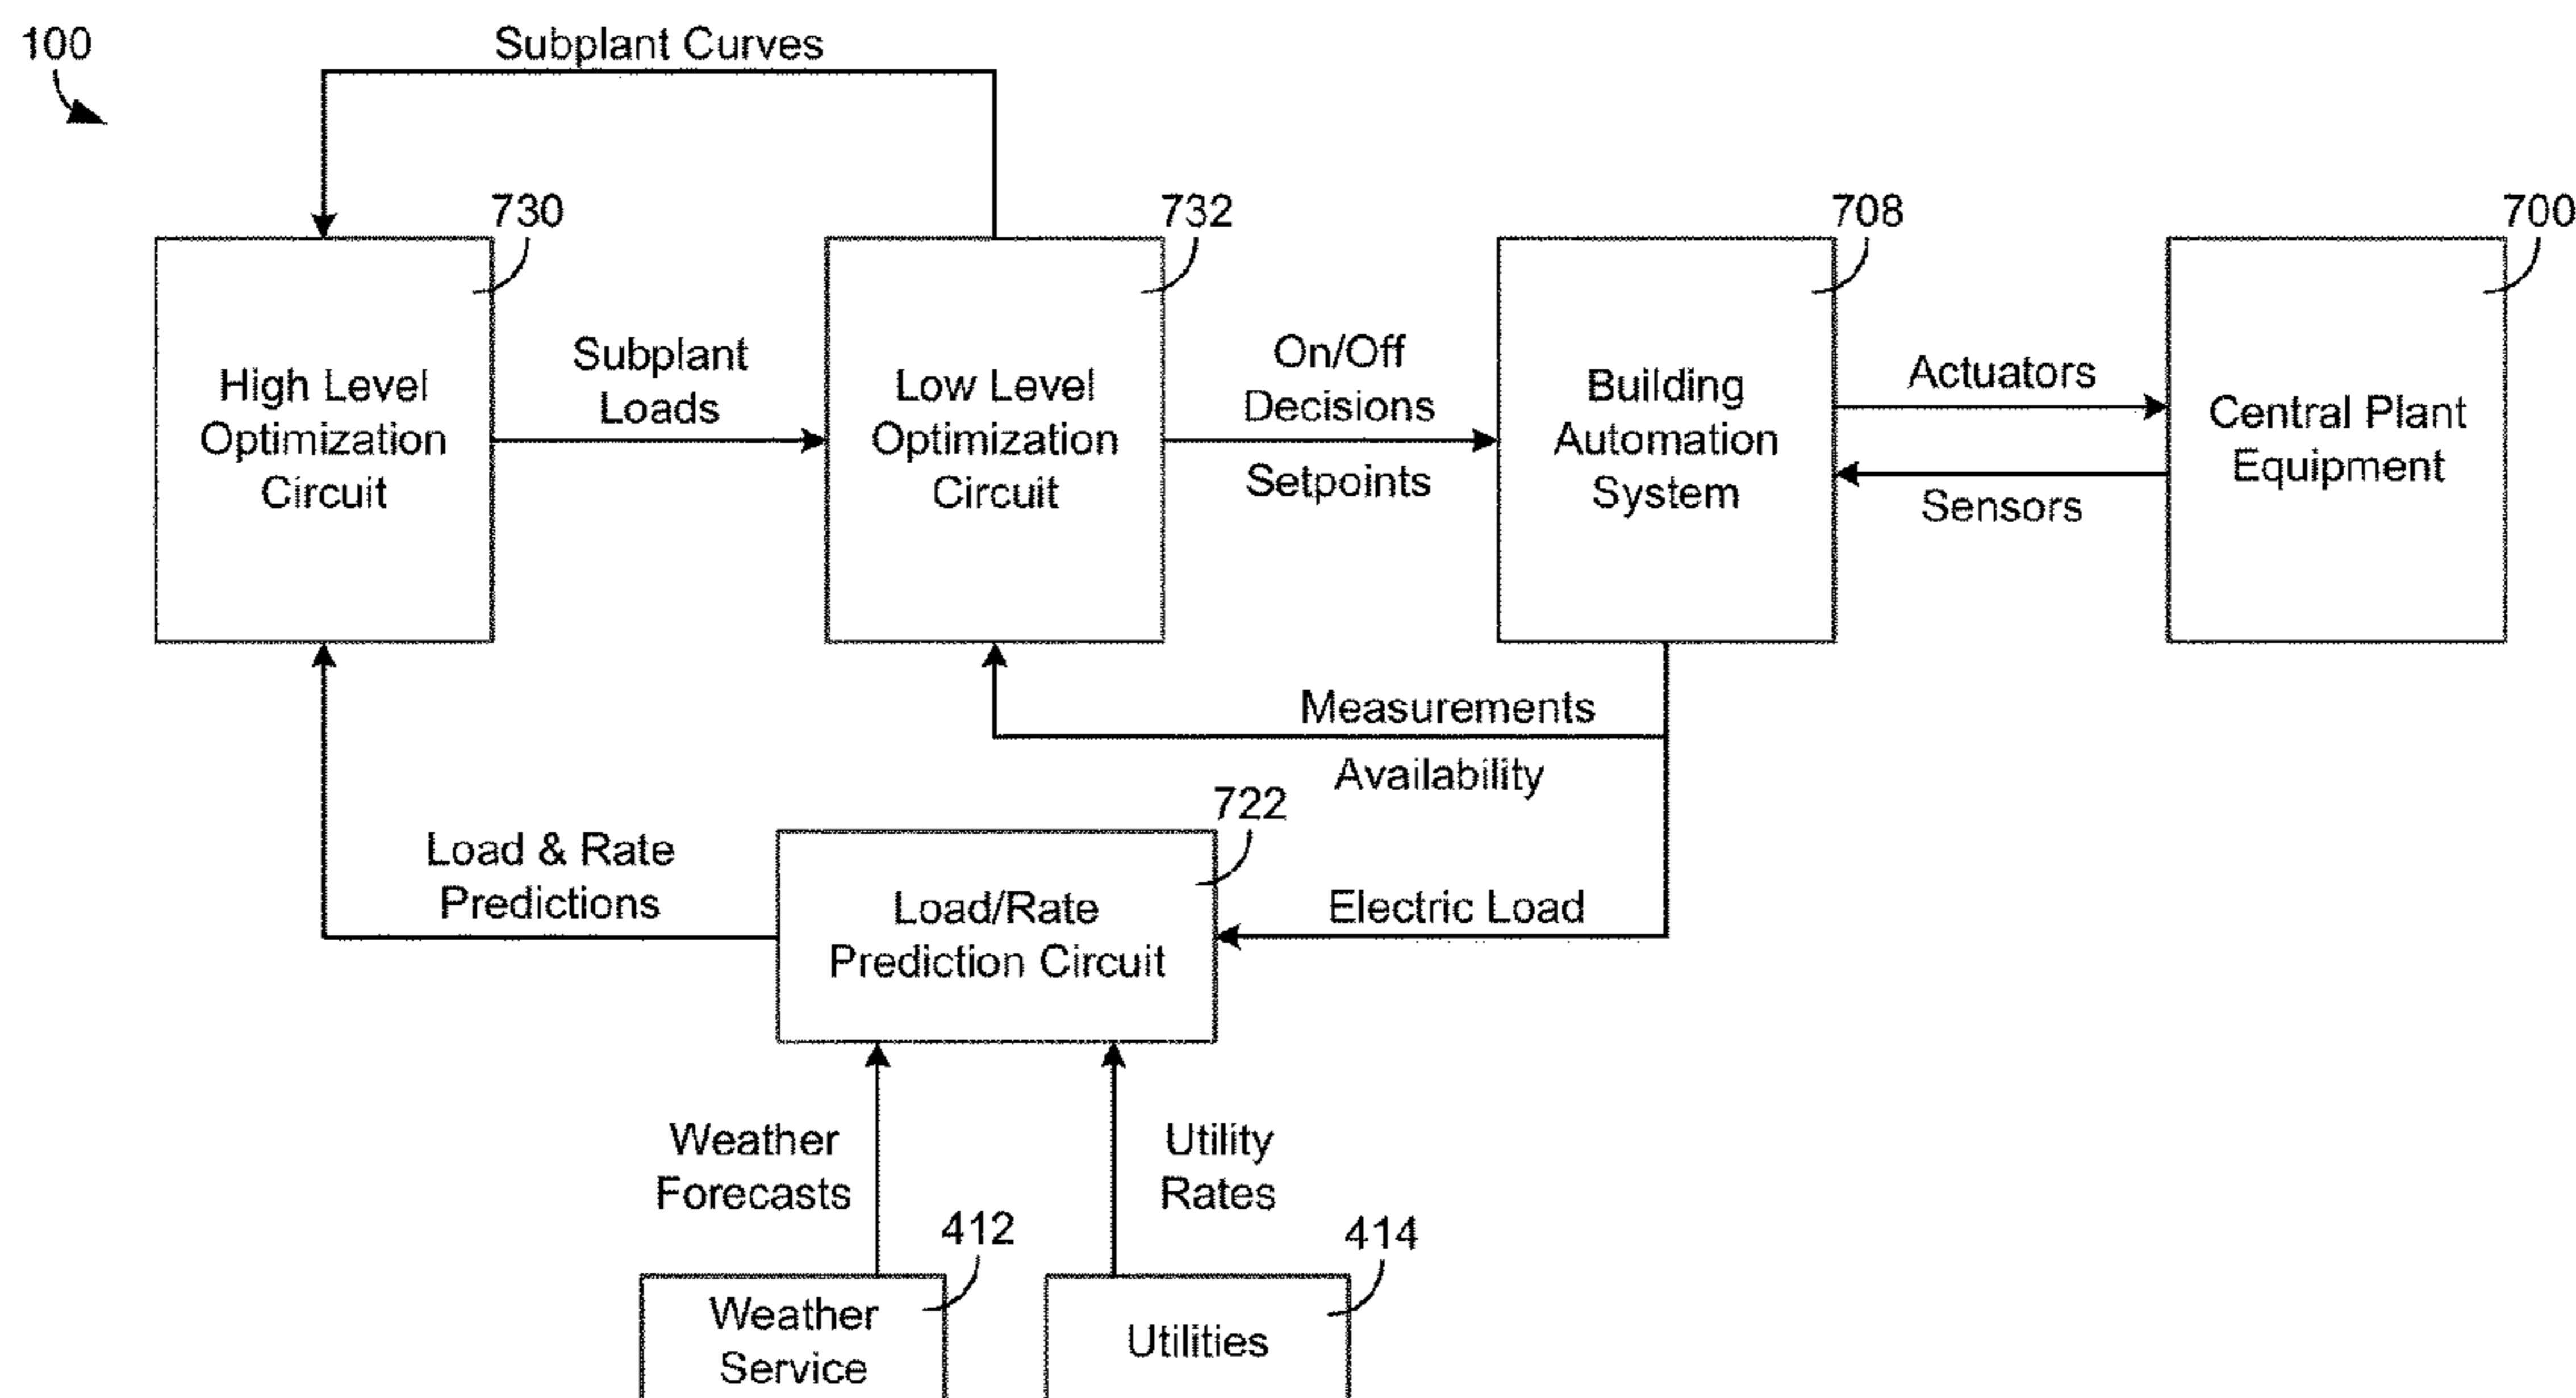 100
Subplant Curves
730
732
708
700
High Level
Optimization
Circuit
Subplant
Loads
Low Level
Optimization
Circuit
On/Off
Decisions
Setpoints
Building
Automation
System
Actuators
Sensors
Central Plant
Equipment
Measurements
Availability
722
Load & Rate
Predictions
Load/Rate
Prediction Circuit
Electric Load
Weather
Forecasts
Utility
Rates
412
414
Weather
Service
Utilities